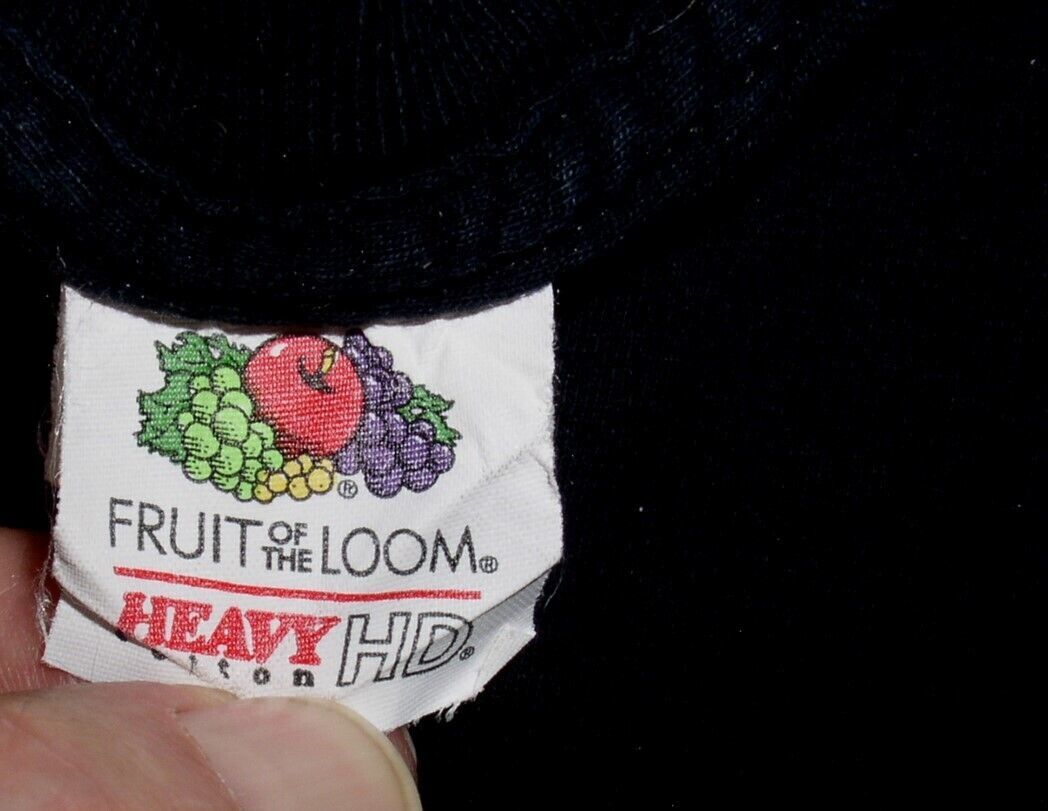 ®
FRUIT OF THE LOOM®
HEAVY HD®